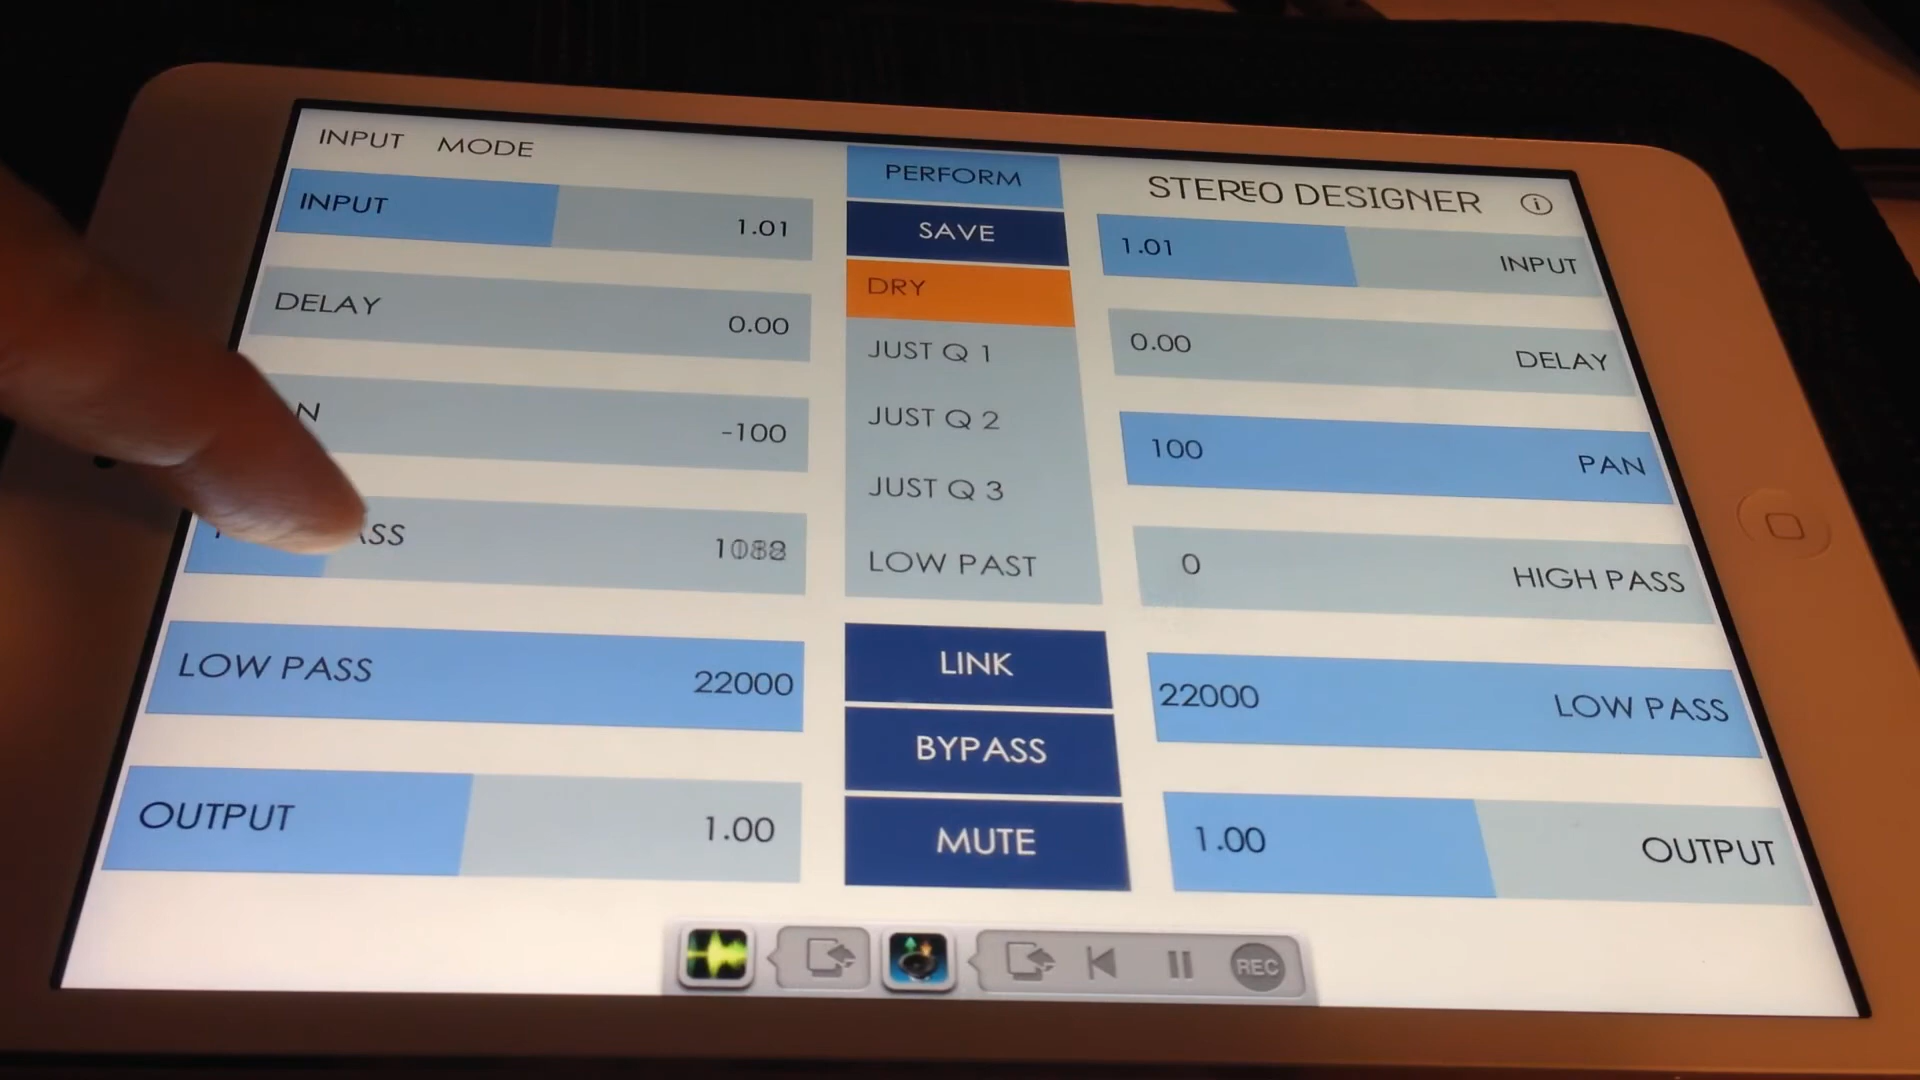 INPUT MODE
INPUT 1.01
DELAY 0.00
-100
22000
LOW PASS 22000
OUTPUT 1.00
PERFORM
SAVE
DRY
JUST Q 1
JUST Q 2
JUST Q 3
LOW PAST
LINK
BYPASS
MUTE
STEREO DESIGNER i
1.01 INPUT
0.00 DELAY
100 PAN
0 HIGH PASS
22000 LOW PASS
1.00 OUTPUT
REC